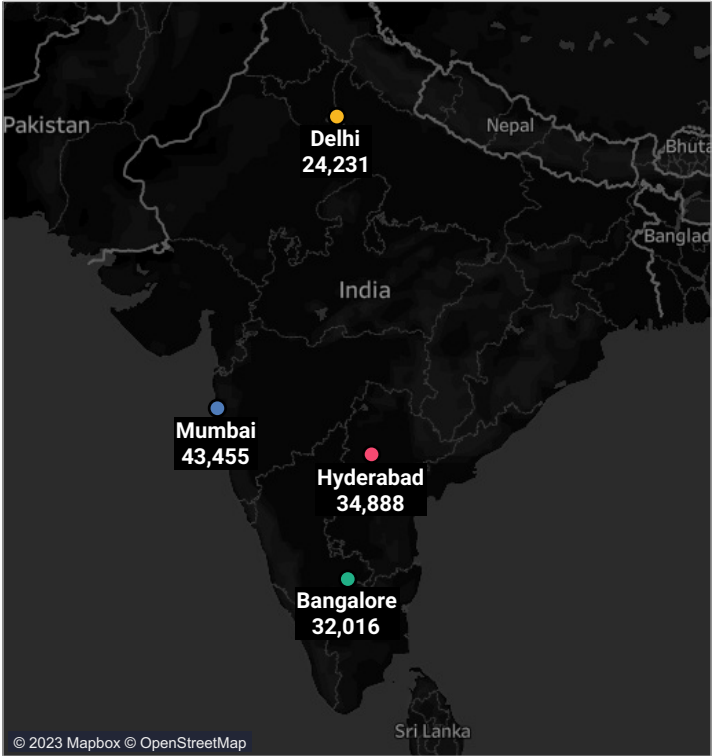 Pakistan
Delhi
24,231
Nepal
Bhuta
Banglad
India
Mumbai
43,455
Hyderabad
34,888
Bangalore
32,016
Sri Lanka
© 2023 Mapbox © OpenStreetMap